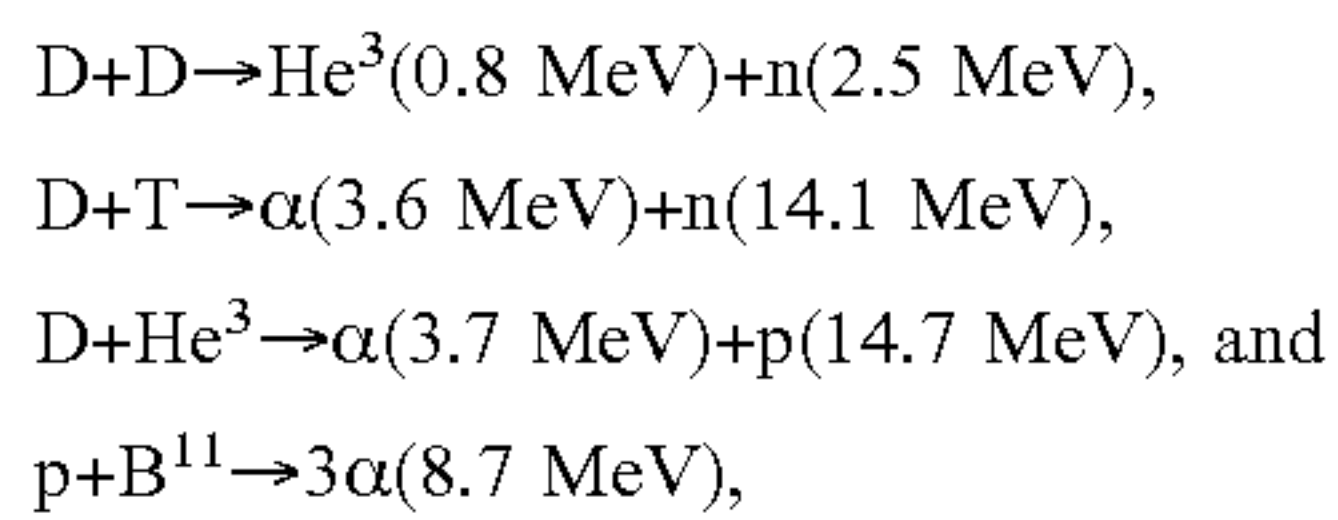 D+D→He³(0.8 MeV)+n(2.5 MeV),
D+T→α(3.6 MeV)+n(14.1 MeV),
D+He³→α(3.7 MeV)+p(14.7 MeV), and
p+B¹¹→3α(8.7 MeV),